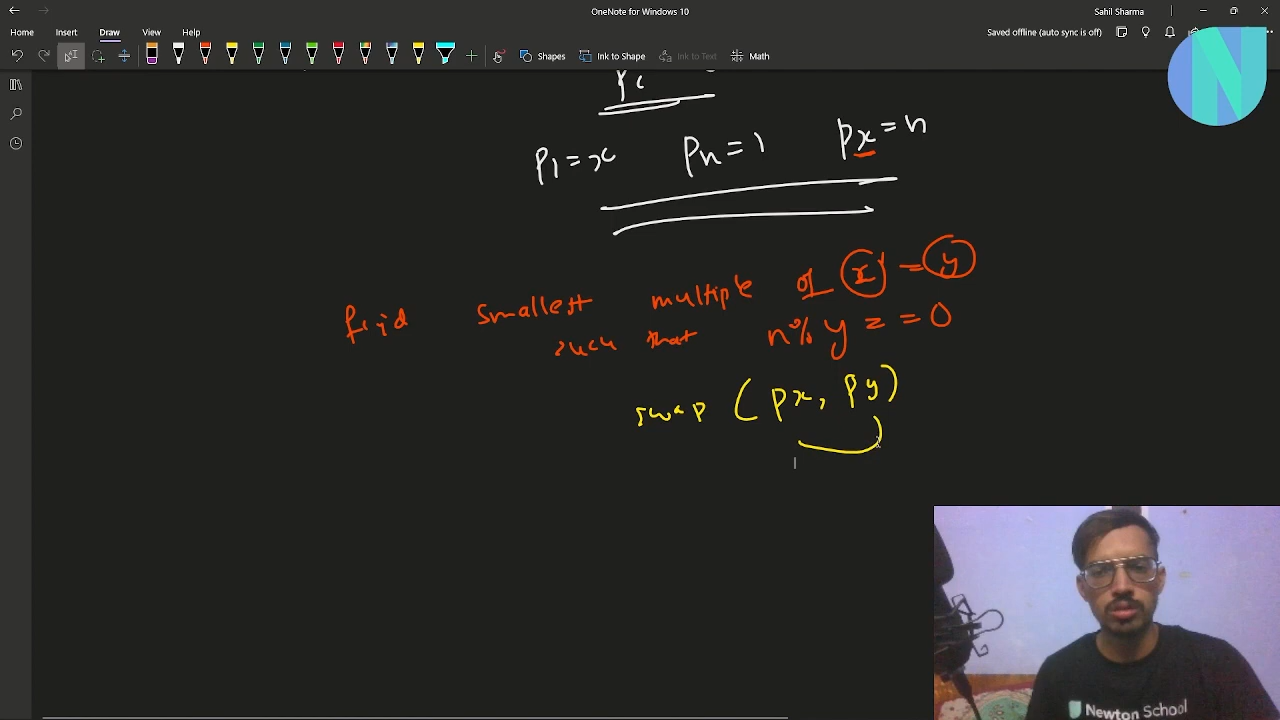 OneNote for Windows 10
Sahil Sharma
Home Insert Draw View Help
Saved offline (auto sync is off)
Shapes Ink to Shape Ink to Text Math
Pi
P1 = x Pn = 1 Px = n
find smallest multiple of x = y
such that n % y == 0
swap (Px, Py)
Newton School